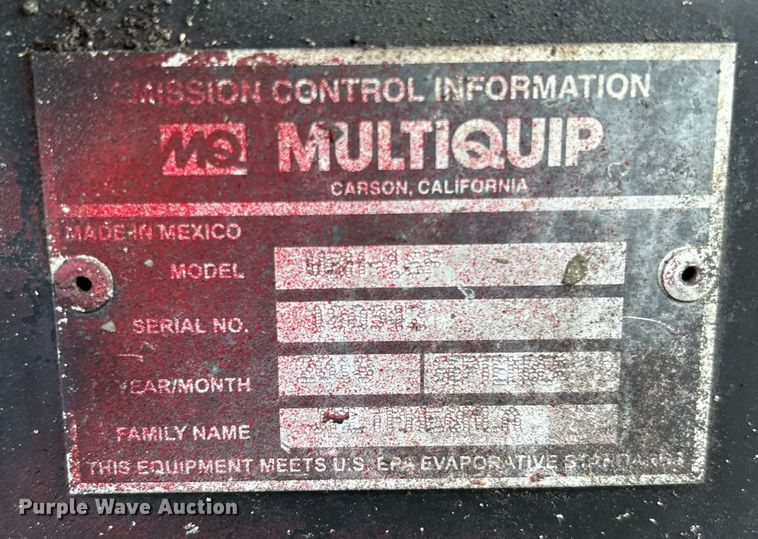 EMISSION CONTROL INFORMATION
MQ MULTIQUIP
CARSON, CALIFORNIA
MADE IN MEXICO
MODEL
SERIAL NO.
YEAR/MONTH
FAMILY NAME
THIS EQUIPMENT MEETS U.S. EPA EVAPORATIVE STANDARDS
Purple Wave Auction